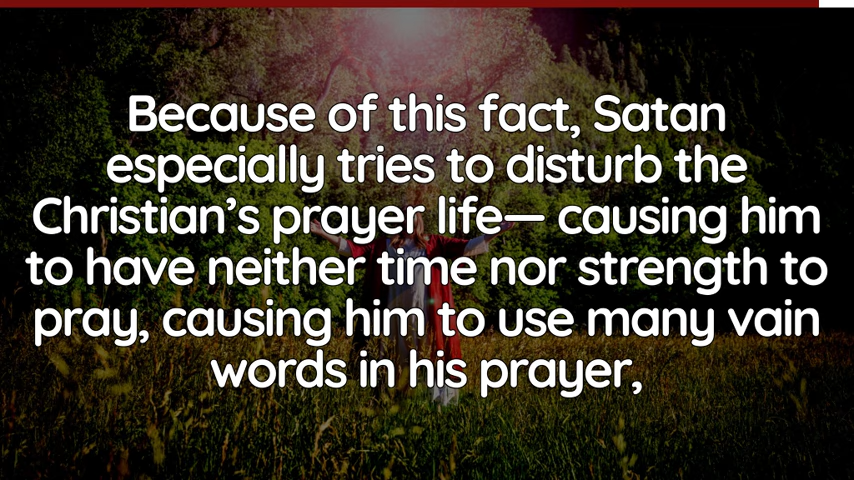 Because of this fact, Satan
especially tries to disturb the
Christian’s prayer life— causing him
to have neither time nor strength to
pray, causing him to use many vain
words in his prayer,